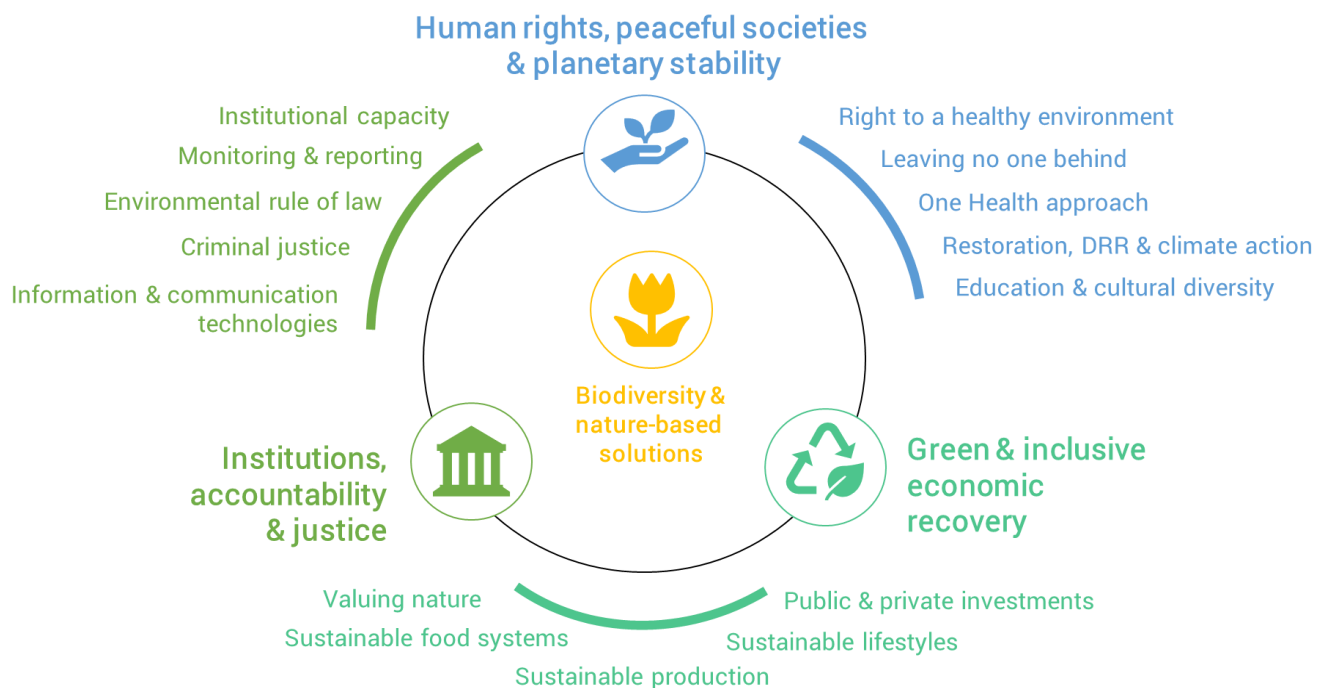 Human rights, peaceful societies
& planetary stability
Institutional capacity
Monitoring & reporting
Environmental rule of law
Criminal justice
Information & communication
technologies
Right to a healthy environment
Leaving no one behind
One Health approach
Restoration, DRR & climate action
Education & cultural diversity
Biodiversity &
nature-based
solutions
Institutions,
accountability
& justice
Green & inclusive
economic
recovery
Valuing nature
Sustainable food systems
Sustainable production
Sustainable lifestyles
Public & private investments